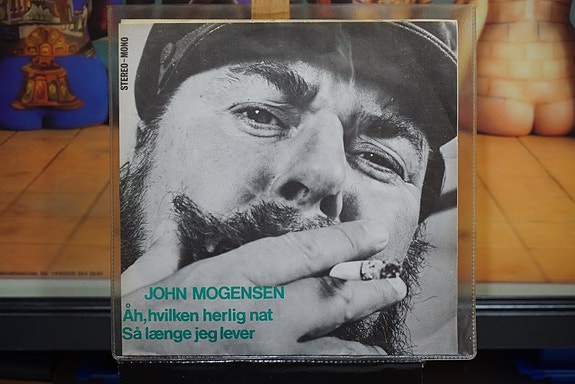 STEREO-MONO
JOHN MOGENSEN
Åh, hvilken herlig nat
Så længe jeg lever